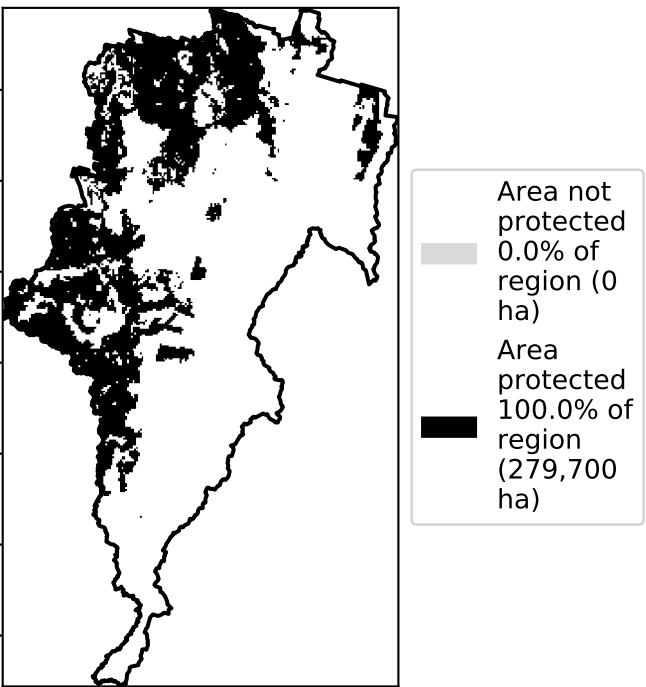 Area not
protected
0.0% of
region (0
ha)
Area
protected
100.0% of
region
(279,700
ha)